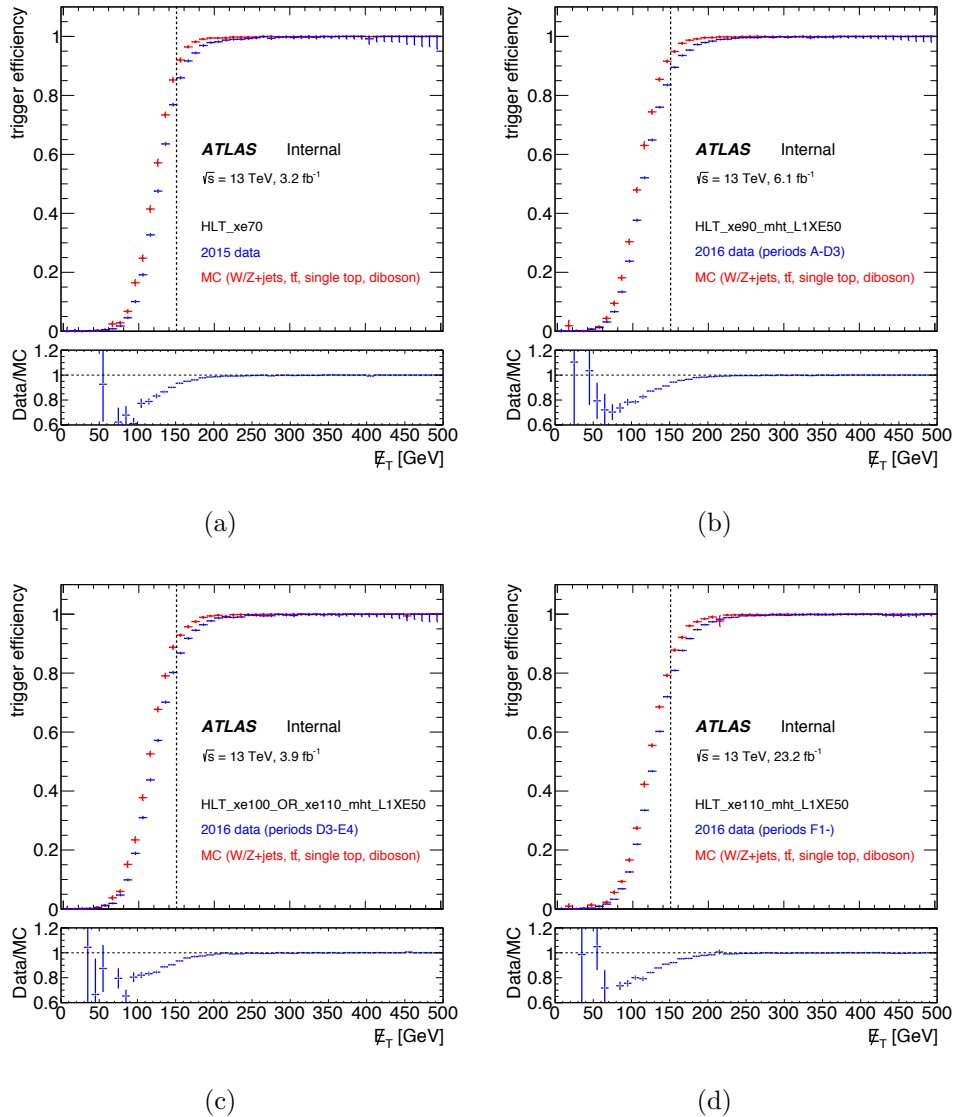 trigger efficiency
1
0.8
0.6
0.4
0.2
0
ATLAS Internal
√s = 13 TeV, 3.2 fb⁻¹
HLT_xe70
2015 data
MC (W/Z+jets, tt̄, single top, diboson)
Data/MC
1.2
1
0.8
0.6
0 50 100 150 200 250 300 350 400 450 500
E̸_T [GeV]
(a)
trigger efficiency
1
0.8
0.6
0.4
0.2
0
ATLAS Internal
√s = 13 TeV, 6.1 fb⁻¹
HLT_xe90_mht_L1XE50
2016 data (periods A-D3)
MC (W/Z+jets, tt̄, single top, diboson)
Data/MC
1.2
1
0.8
0.6
0 50 100 150 200 250 300 350 400 450 500
E̸_T [GeV]
(b)
trigger efficiency
1
0.8
0.6
0.4
0.2
0
ATLAS Internal
√s = 13 TeV, 3.9 fb⁻¹
HLT_xe100_OR_xe110_mht_L1XE50
2016 data (periods D3-E4)
MC (W/Z+jets, tt̄, single top, diboson)
Data/MC
1.2
1
0.8
0.6
0 50 100 150 200 250 300 350 400 450 500
E̸_T [GeV]
(c)
trigger efficiency
1
0.8
0.6
0.4
0.2
0
ATLAS Internal
√s = 13 TeV, 23.2 fb⁻¹
HLT_xe110_mht_L1XE50
2016 data (periods F1-)
MC (W/Z+jets, tt̄, single top, diboson)
Data/MC
1.2
1
0.8
0.6
0 50 100 150 200 250 300 350 400 450 500
E̸_T [GeV]
(d)